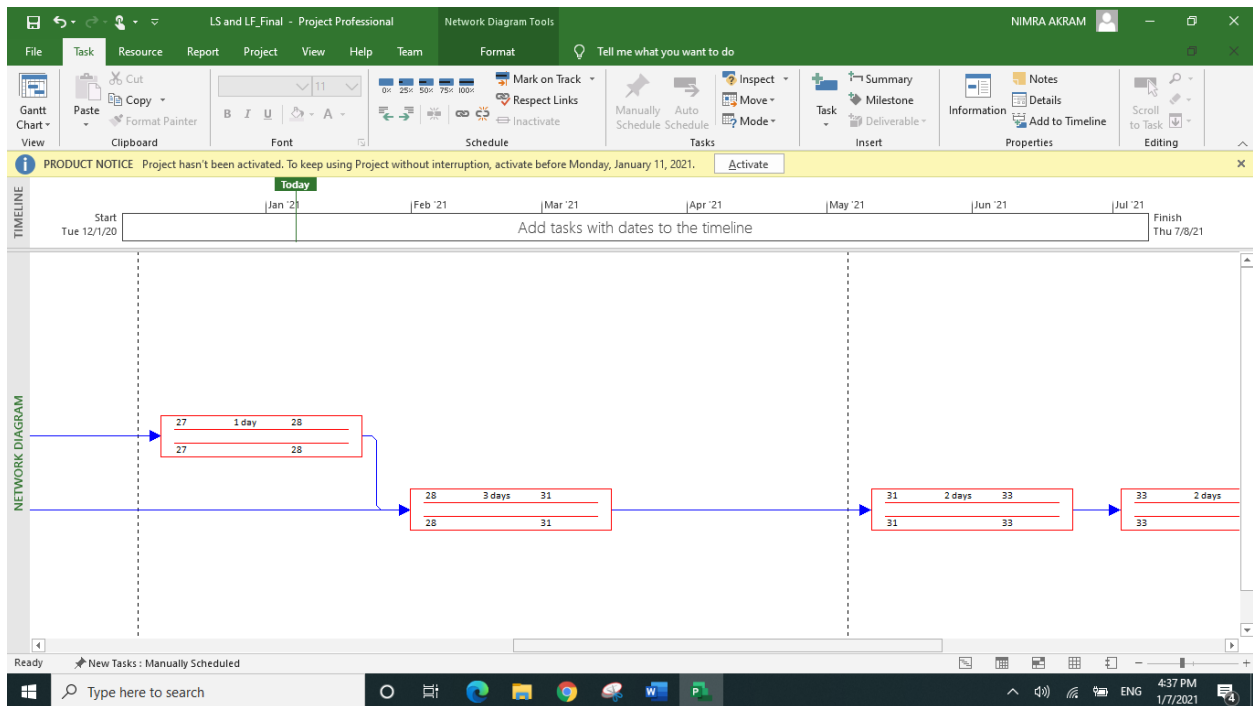 LS and LF_Final - Project Professional
Network Diagram Tools
NIMRA AKRAM
File Task Resource Report Project View Help Team Format Tell me what you want to do
Gantt Chart
View
Paste
Cut
Copy
Format Painter
Clipboard
11
B I U A
Font
0% 25% 50% 75% 100%
Mark on Track
Respect Links
Inactivate
Schedule
Manually Schedule
Auto Schedule
Inspect
Move
Mode
Tasks
Task
Summary
Milestone
Deliverable
Insert
Information
Notes
Details
Add to Timeline
Properties
Scroll to Task
Editing
PRODUCT NOTICE Project hasn't been activated. To keep using Project without interruption, activate before Monday, January 11, 2021. Activate
TIMELINE
Today
Jan '21 Feb '21 Mar '21 Apr '21 May '21 Jun '21 Jul '21
Start
Tue 12/1/20
Add tasks with dates to the timeline
Finish
Thu 7/8/21
NETWORK DIAGRAM
27 1 day 28
27 28
28 3 days 31
28 31
31 2 days 33
31 33
33 2 days
33
Ready New Tasks : Manually Scheduled
Type here to search
ENG
4:37 PM
1/7/2021
4